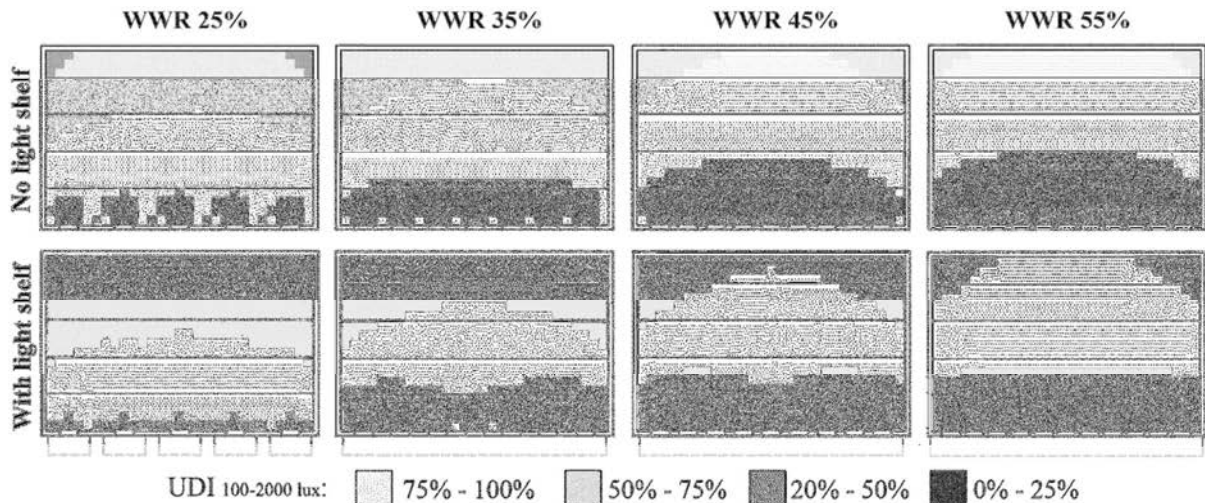 WWR 25% WWR 35% WWR 45% WWR 55%
No light shelf
With light shelf
UDI 100-2000 lux: 75% - 100% 50% - 75% 20% - 50% 0% - 25%